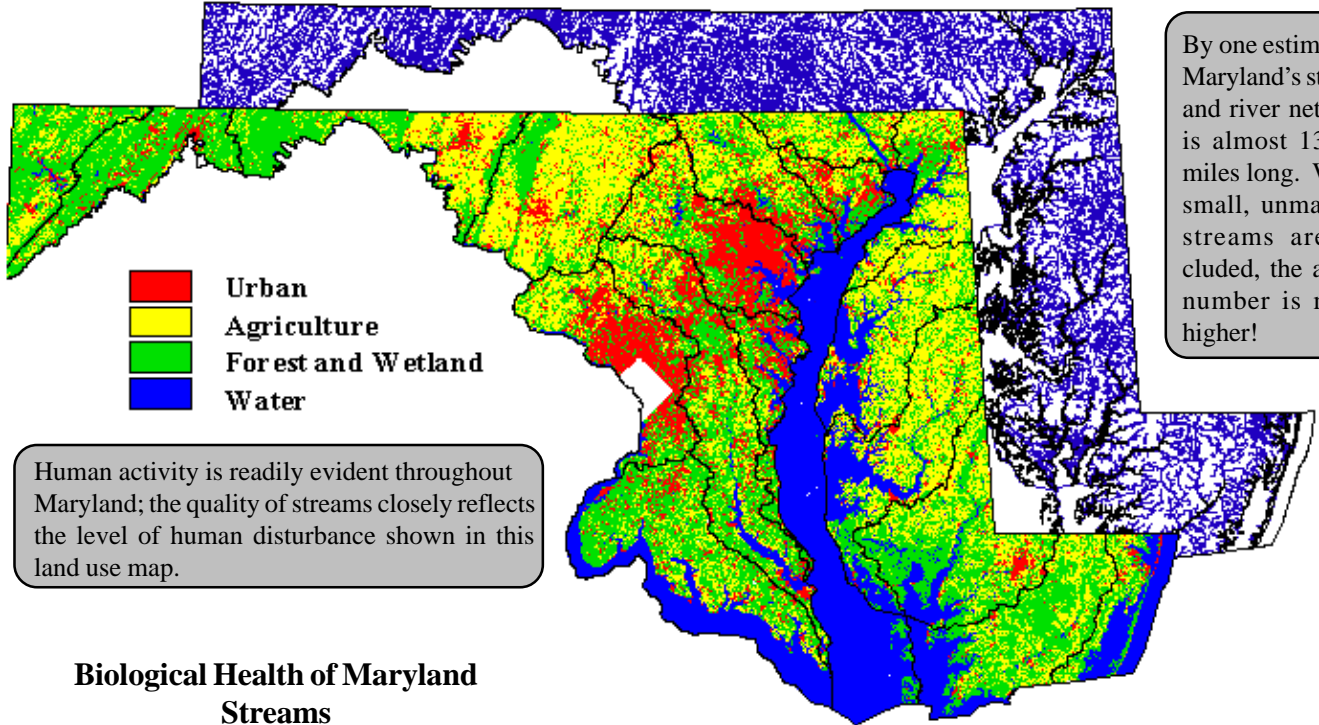 By one estim
Maryland's st
and river net
is almost 13
miles long. V
small, unma
streams are
cluded, the a
number is r
higher!
Urban
Agriculture
Forest and Wetland
Water
Human activity is readily evident throughout
Maryland; the quality of streams closely reflects
the level of human disturbance shown in this
land use map.
Biological Health of Maryland
Streams